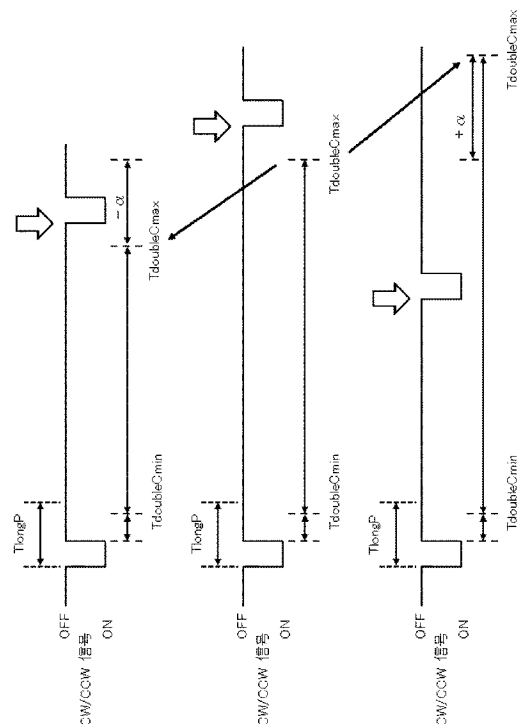 CW/CCW 信号
OFF
ON
TlongP
TdoubleCmin
TdoubleCmax
− α
CW/CCW 信号
OFF
ON
TlongP
TdoubleCmin
TdoubleCmax
CW/CCW 信号
OFF
ON
TlongP
TdoubleCmin
+ α
TdoubleCmax